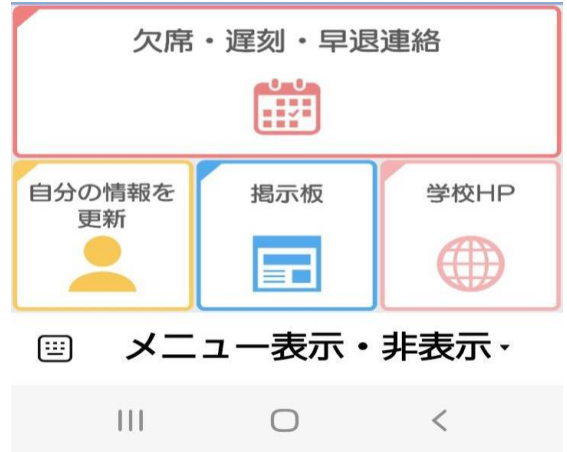 欠席・遅刻・早退連絡
自分の情報を
更新
掲示板
学校HP
メニュー表示・非表示